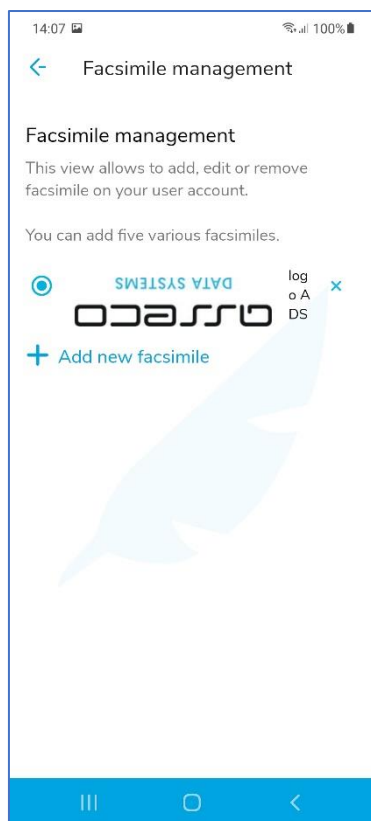 14:07 100%
Facsimile management
Facsimile management
This view allows to add, edit or remove
facsimile on your user account.
You can add five various facsimiles.
asseco
DATA SYSTEMS
log
o A
DS
Add new facsimile